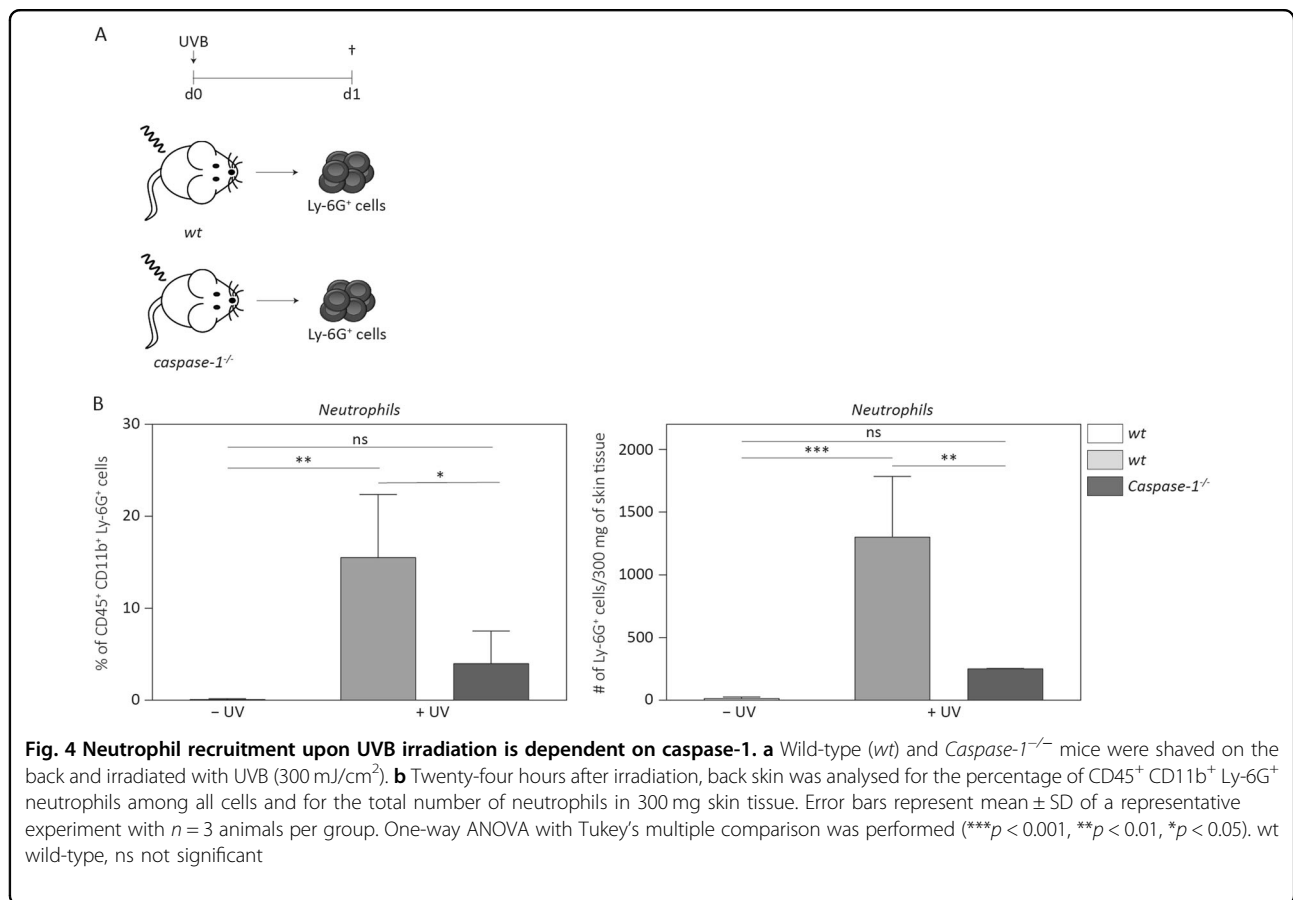 A
UVB
†
d0 d1
Ly-6G⁺ cells
wt
Ly-6G⁺ cells
caspase-1⁻/⁻
B
Neutrophils
% of CD45⁺ CD11b⁺ Ly-6G⁺ cells
30
20
10
0
ns
**
*
− UV + UV
Neutrophils
# of Ly-6G⁺ cells/300 mg of skin tissue
2000
1500
1000
500
0
ns
***
**
− UV + UV
wt
wt
Caspase-1⁻/⁻
Fig. 4 Neutrophil recruitment upon UVB irradiation is dependent on caspase-1. a Wild-type (wt) and Caspase-1⁻/⁻ mice were shaved on the
back and irradiated with UVB (300 mJ/cm²). b Twenty-four hours after irradiation, back skin was analysed for the percentage of CD45⁺ CD11b⁺ Ly-6G⁺
neutrophils among all cells and for the total number of neutrophils in 300 mg skin tissue. Error bars represent mean ± SD of a representative
experiment with n = 3 animals per group. One-way ANOVA with Tukey's multiple comparison was performed (***p < 0.001, **p < 0.01, *p < 0.05). wt
wild-type, ns not significant